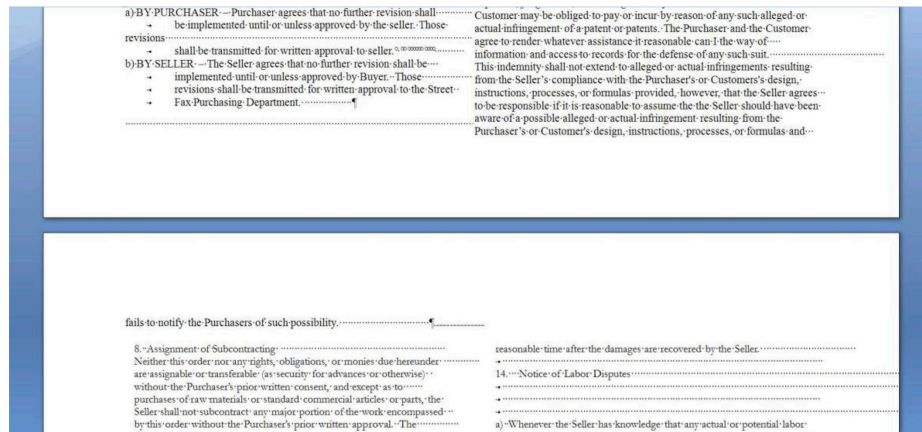 a) BY PURCHASER – Purchaser agrees that no further revision shall
be implemented until or unless approved by the seller. Those
revisions
shall be transmitted for written approval to seller.
b) BY SELLER – The Seller agrees that no further revision shall be
implemented until or unless approved by Buyer. Those
revisions shall be transmitted for written approval to the Street
Fax Purchasing Department.
Customer may be obliged to pay or incur by reason of any such alleged or
actual infringement of a patent or patents. The Purchaser and the Customer
agree to render whatever assistance it reasonable can I the way of
information and access to records for the defense of any such suit.
This indemnity shall not extend to alleged or actual infringements resulting
from the Seller's compliance with the Purchaser's or Customers's design,
instructions, processes, or formulas provided, however, that the Seller agrees
to be responsible if it is reasonable to assume the the Seller should have been
aware of a possible alleged or actual infringement resulting from the
Purchaser's or Customer's design, instructions, processes, or formulas and
fails to notify the Purchasers of such possibility.
8. Assignment of Subcontracting
Neither this order nor any rights, obligations, or monies due hereunder
are assignable or transferable (as security for advances or otherwise)
without the Purchaser's prior written consent, and except as to
purchases of raw materials or standard commercial articles or parts, the
Seller shall not subcontract any major portion of the work encompassed
by this order without the Purchaser's prior written approval. The
reasonable time after the damages are recovered by the Seller.
14. Notice of Labor Disputes
a) Whenever the Seller has knowledge that any actual or potential labor